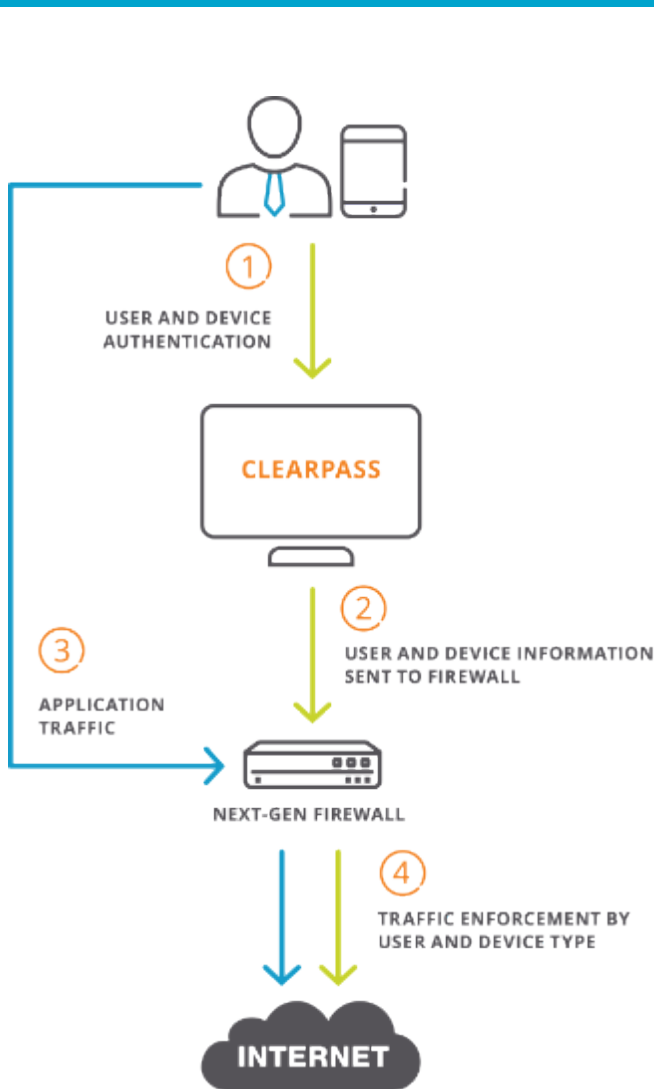 1
USER AND DEVICE
AUTHENTICATION
CLEARPASS
2
USER AND DEVICE INFORMATION
SENT TO FIREWALL
3
APPLICATION
TRAFFIC
NEXT-GEN FIREWALL
4
TRAFFIC ENFORCEMENT BY
USER AND DEVICE TYPE
INTERNET